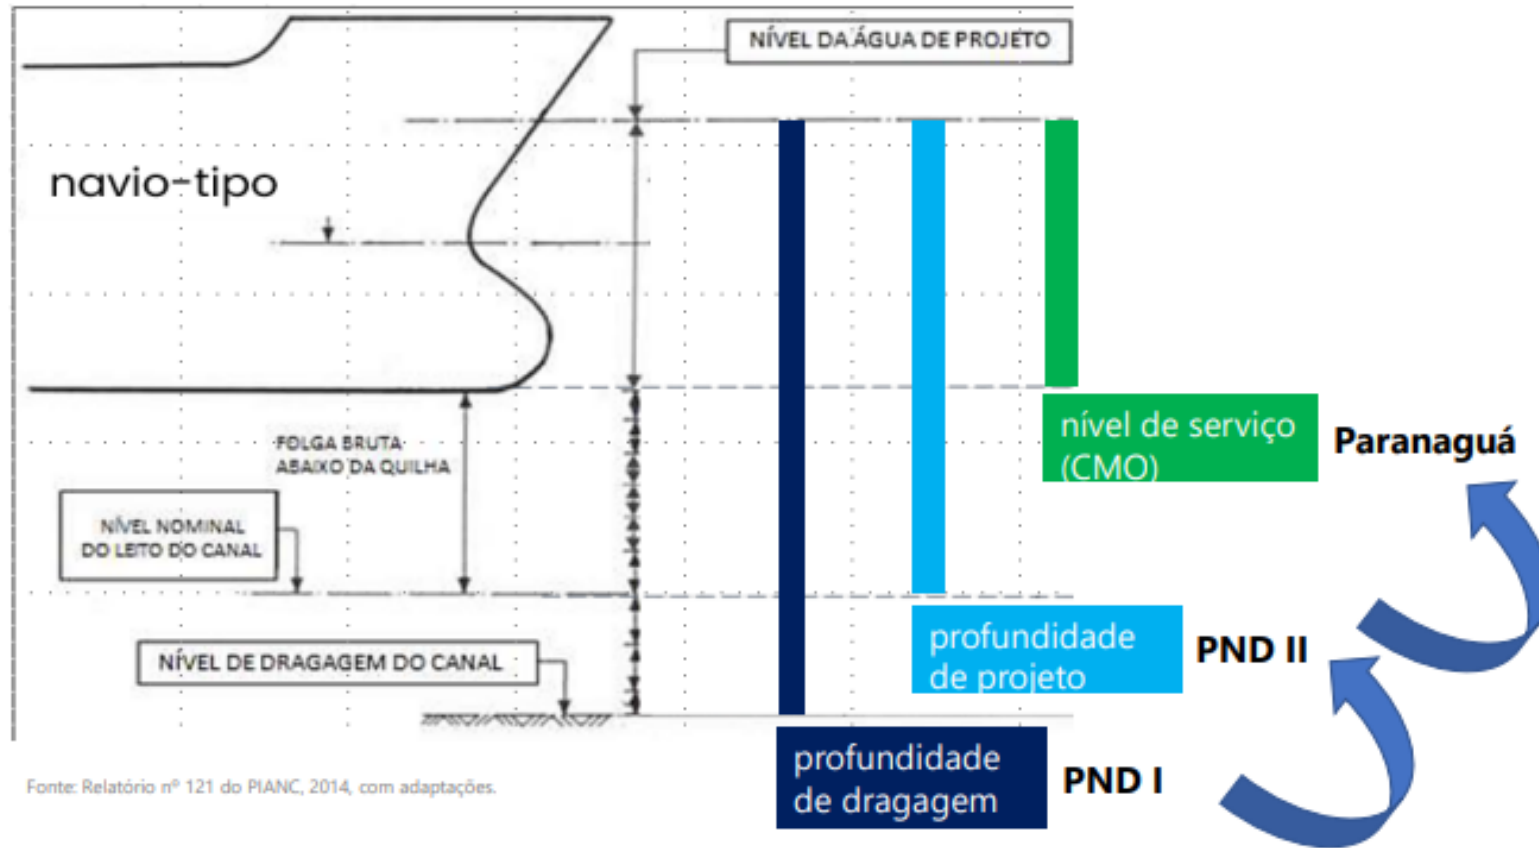 NÍVEL DA ÁGUA DE PROJETO
navio-tipo
FOLGA BRUTA
ABAIXO DA QUILHA
nível de serviço
(CMO)
Paranaguá
NÍVEL NOMINAL
DO LEITO DO CANAL
profundidade
de projeto
PND II
NÍVEL DE DRAGAGEM DO CANAL
profundidade
de dragagem
PND I
Fonte: Relatório nº 121 do PIANC, 2014, com adaptações.